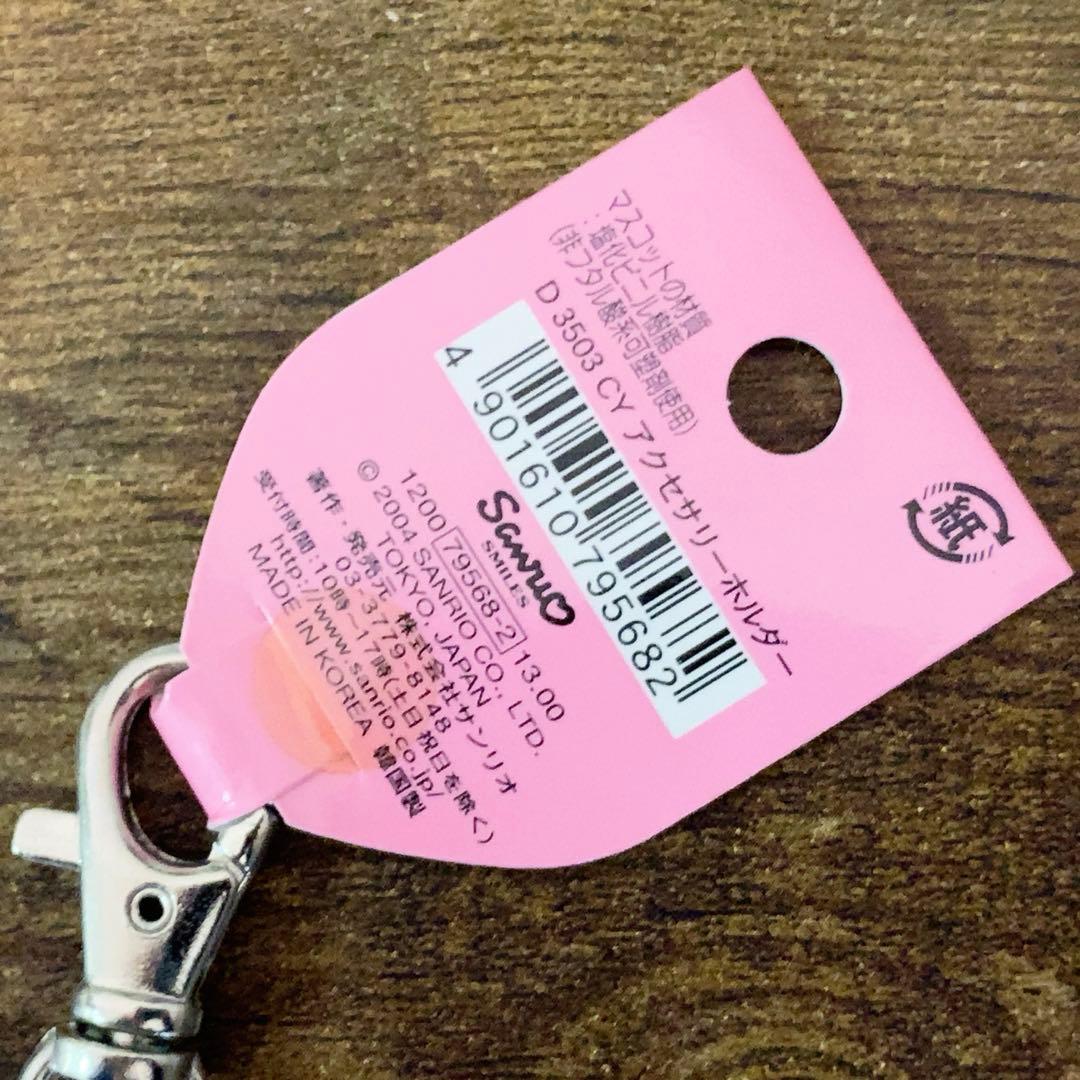 マスコットの材質
:塩化ビニール樹脂
(非フタル酸系可塑剤使用)
D 3503 CY アクセサリーホルダー
4 901610 795682
Sanrio
SMILES
1200 79568-2 13.00
© 2004 SANRIO CO., LTD.
TOKYO, JAPAN
著作・発売元 株式会社サンリオ
03-3779-8148
受付時間:10時~17時(土日祝日を除く)
http://www.sanrio.co.jp/
MADE IN KOREA 韓国製
紙